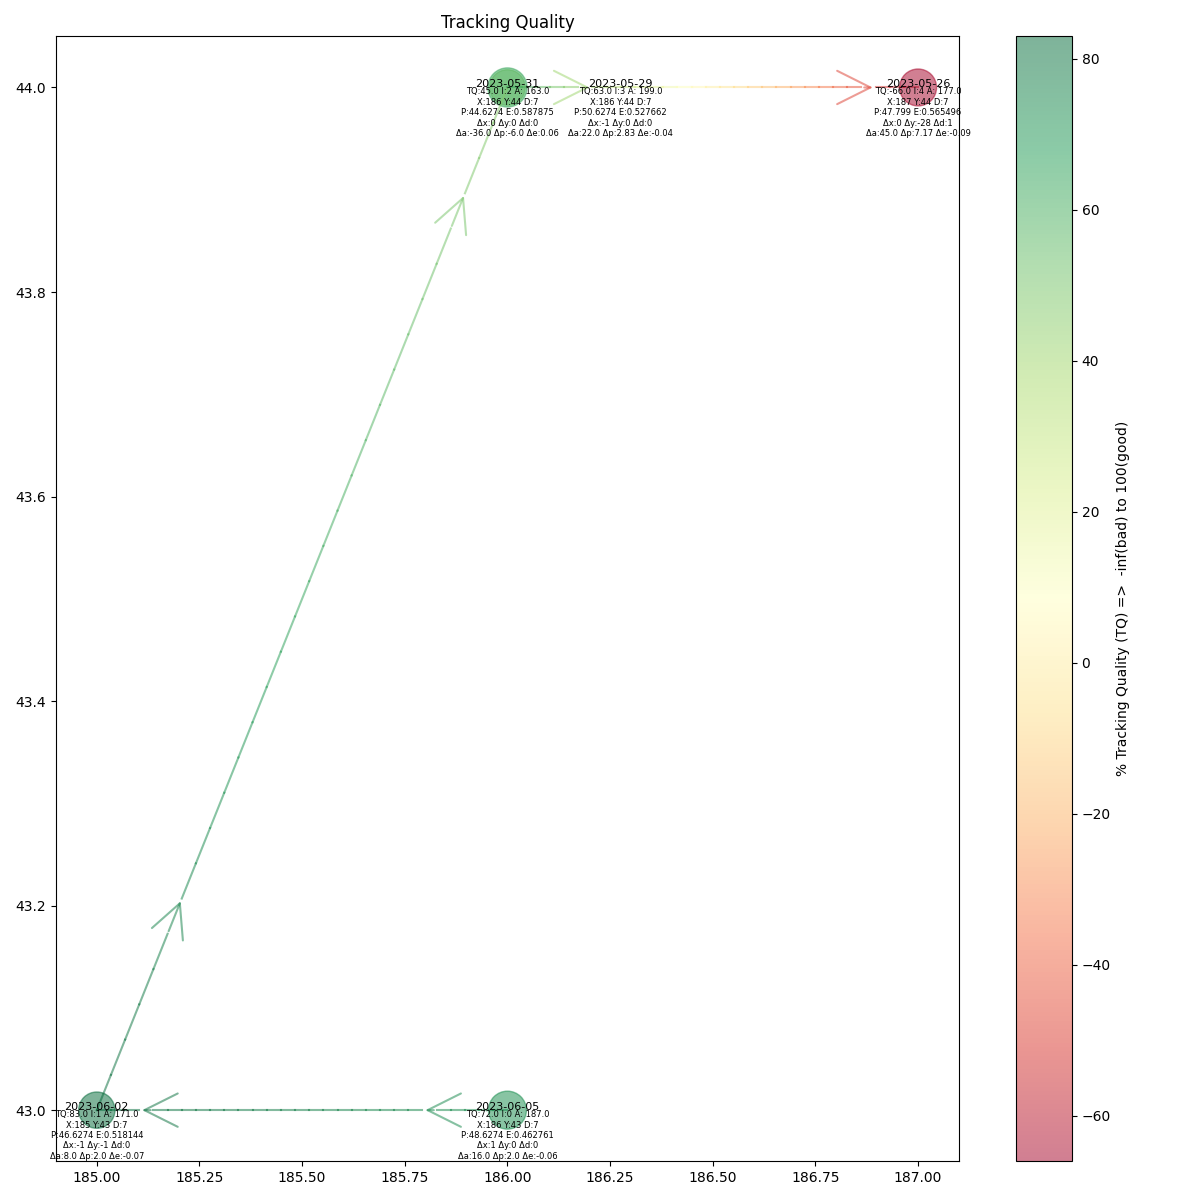 Tracking Quality
44.0
43.8
43.6
43.4
43.2
43.0
2023-05-31
TQ:45.0 I:2 A: 163.0
X:186 Y:44 D:7
P:44.6274 E:0.587875
Δx:0 Δy:0 Δd:0
Δa:-36.0 Δp:-6.0 Δe:0.06
2023-05-29
TQ:63.0 I:3 A: 199.0
X:186 Y:44 D:7
P:50.6274 E:0.527662
Δx:-1 Δy:0 Δd:0
Δa:22.0 Δp:2.83 Δe:-0.04
2023-05-26
TQ:-66.0 I:4 A: 177.0
X:187 Y:44 D:7
P:47.799 E:0.565496
Δx:0 Δy:-28 Δd:1
Δa:45.0 Δp:7.17 Δe:-0.09
2023-06-02
TQ:83.0 I:1 A: 171.0
X:185 Y:43 D:7
P:46.6274 E:0.518144
Δx:-1 Δy:-1 Δd:0
Δa:8.0 Δp:2.0 Δe:-0.07
2023-06-05
TQ:72.0 I:0 A: 187.0
X:186 Y:43 D:7
P:48.6274 E:0.462761
Δx:1 Δy:0 Δd:0
Δa:16.0 Δp:2.0 Δe:-0.06
185.00 185.25 185.50 185.75 186.00 186.25 186.50 186.75 187.00
80
60
40
20
0
−20
−40
−60
% Tracking Quality (TQ) => -inf(bad) to 100(good)